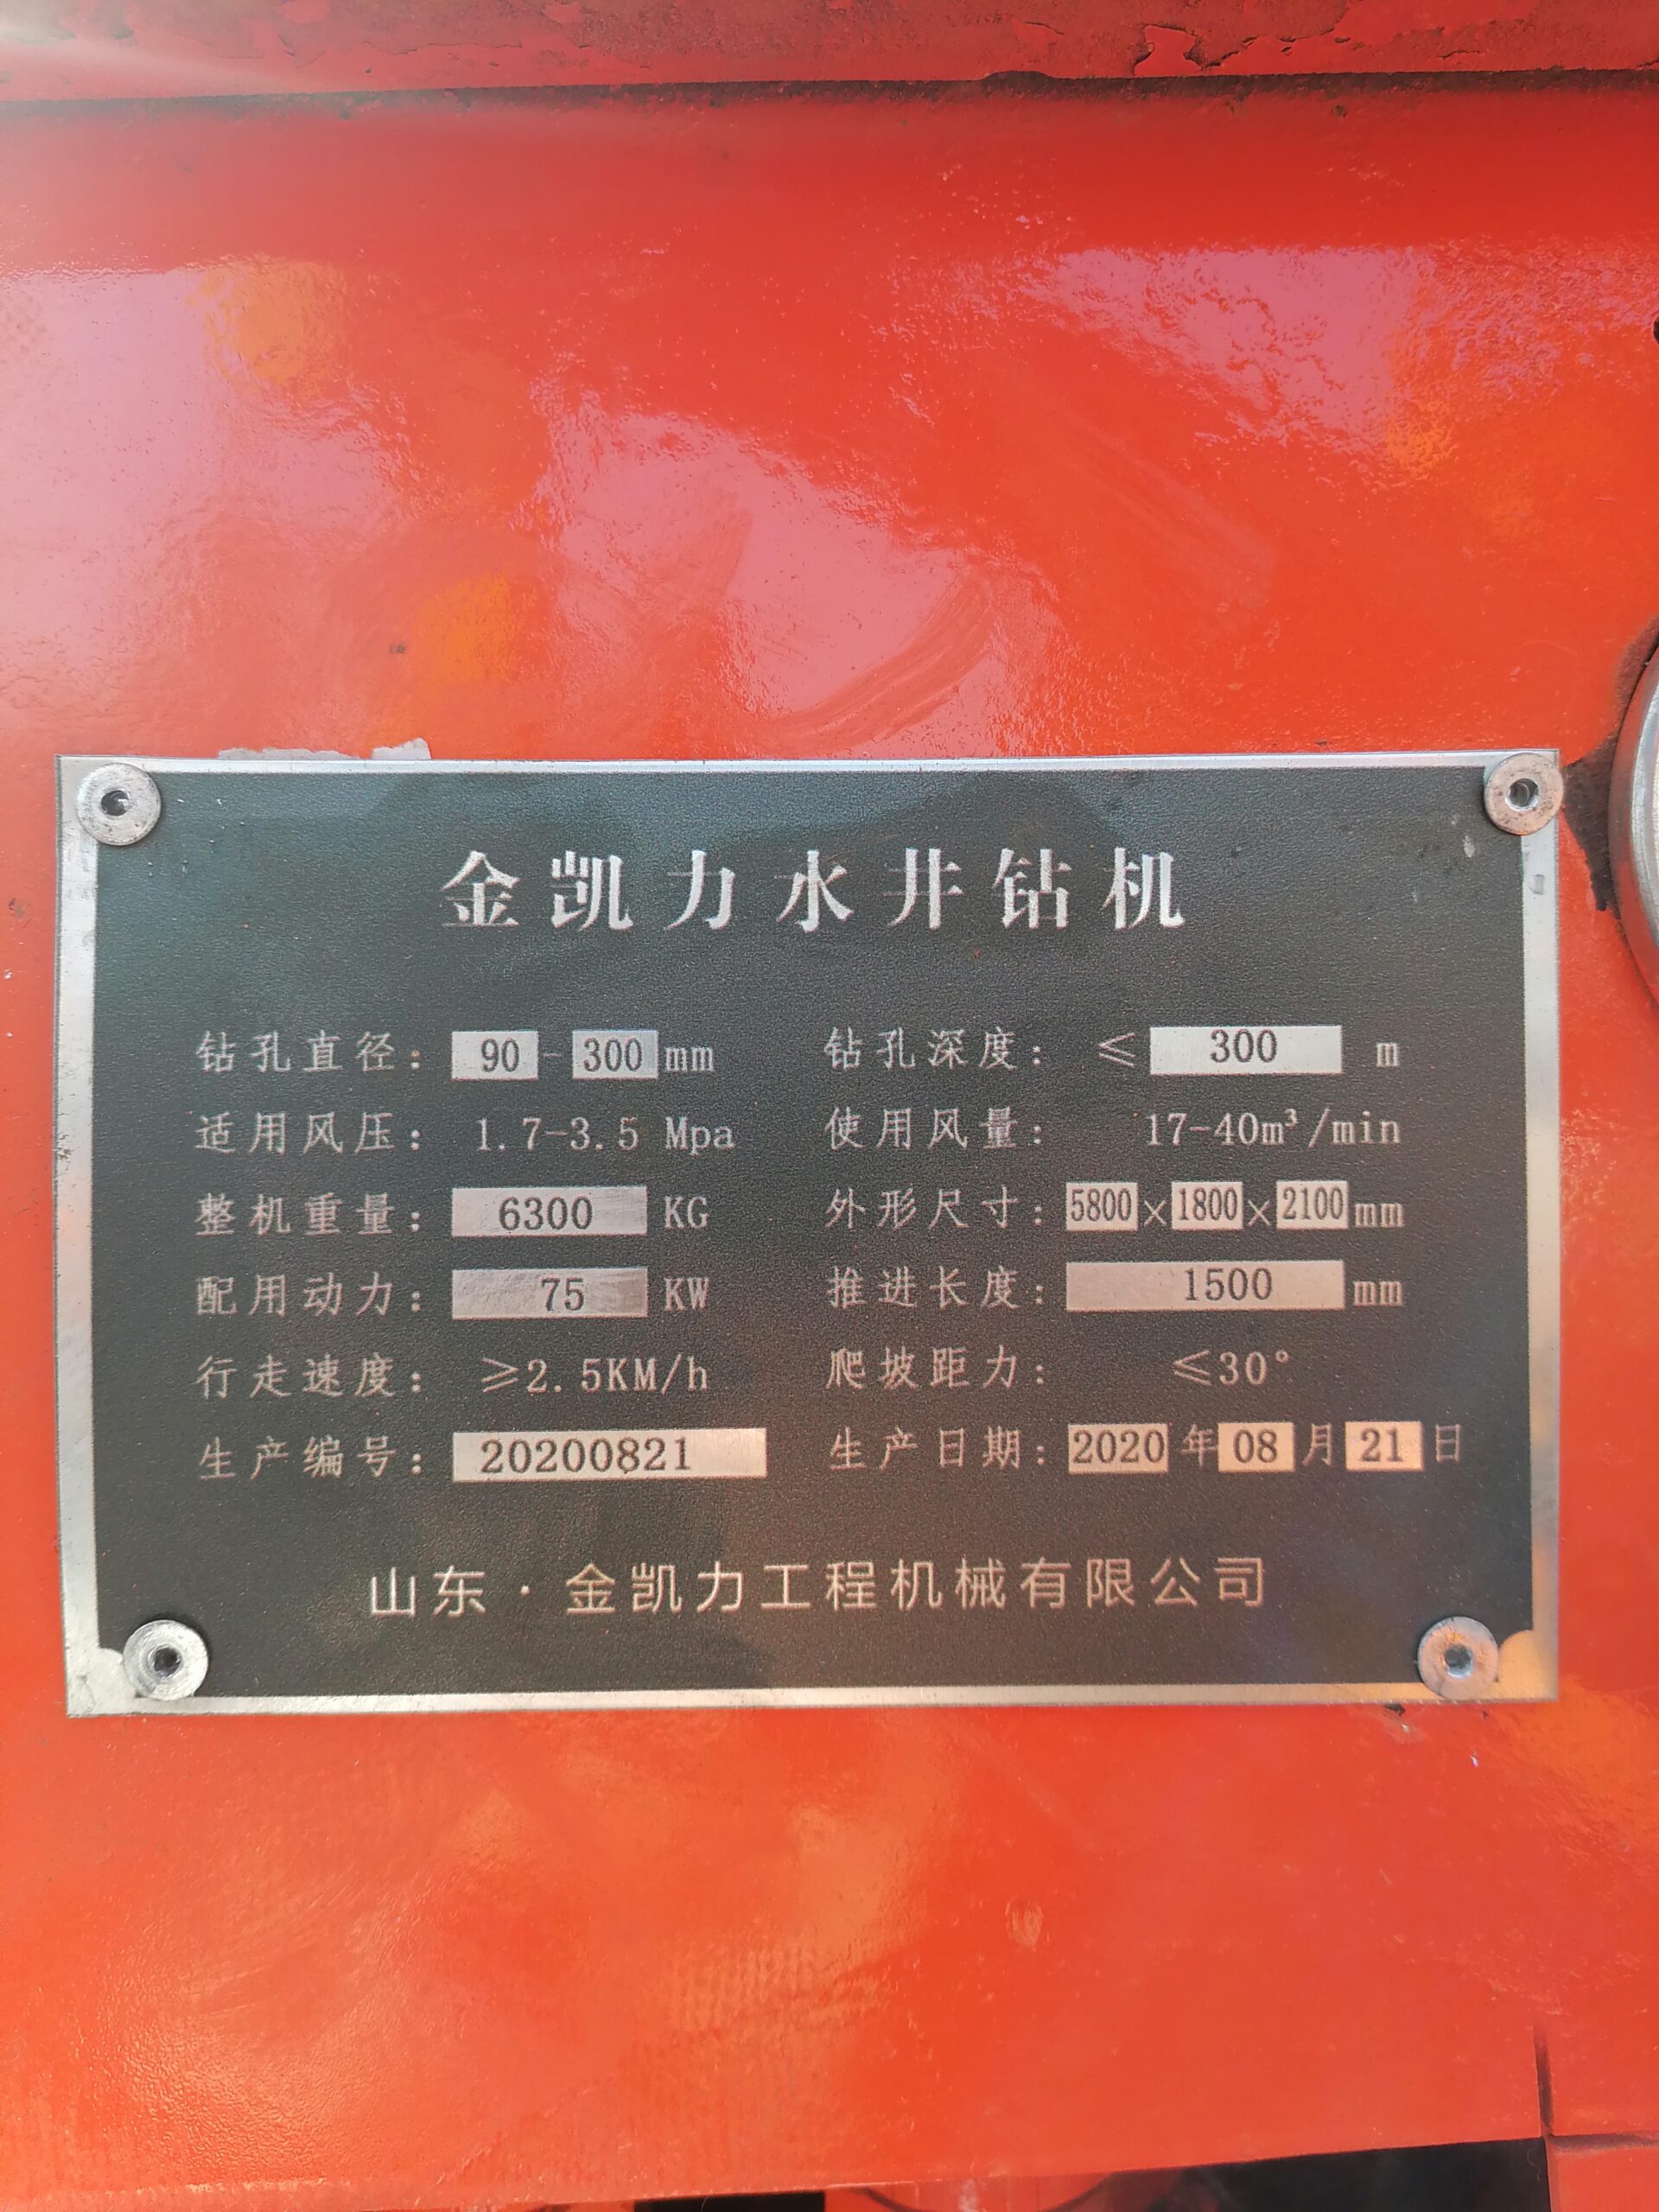 金凯力水井钻机
钻孔直径： 90 - 300 mm 钻孔深度： ≤ 300 m
适用风压： 1.7-3.5 Mpa 使用风量： 17-40m³/min
整机重量： 6300 KG 外形尺寸： 5800×1800×2100mm
配用动力： 75 KW 推进长度： 1500 mm
行走速度： ≥2.5KM/h 爬坡距力： ≤30°
生产编号： 20200821 生产日期： 2020 年 08 月 21 日
山东·金凯力工程机械有限公司